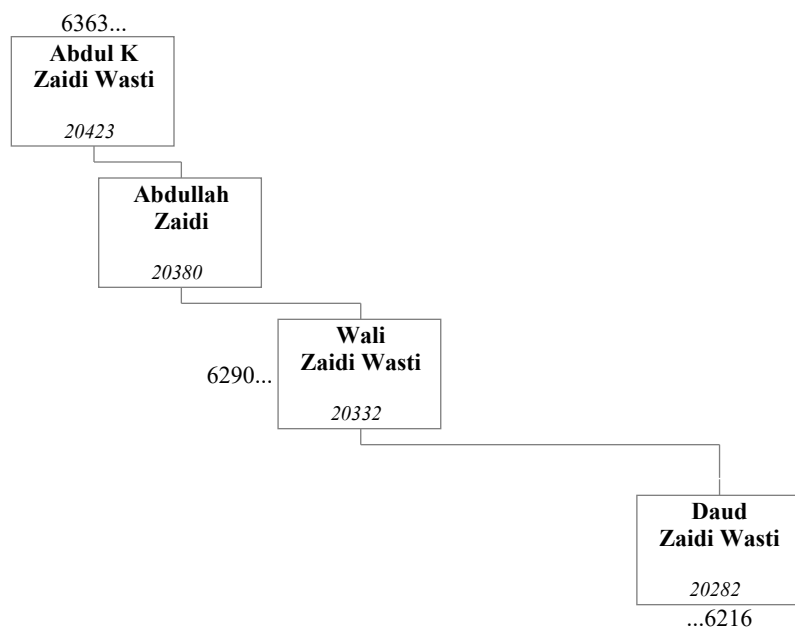 6363...
Abdul K
Zaidi Wasti
20423
Abdullah
Zaidi
20380
Wali
Zaidi Wasti
6290...
20332
Daud
Zaidi Wasti
20282
...6216